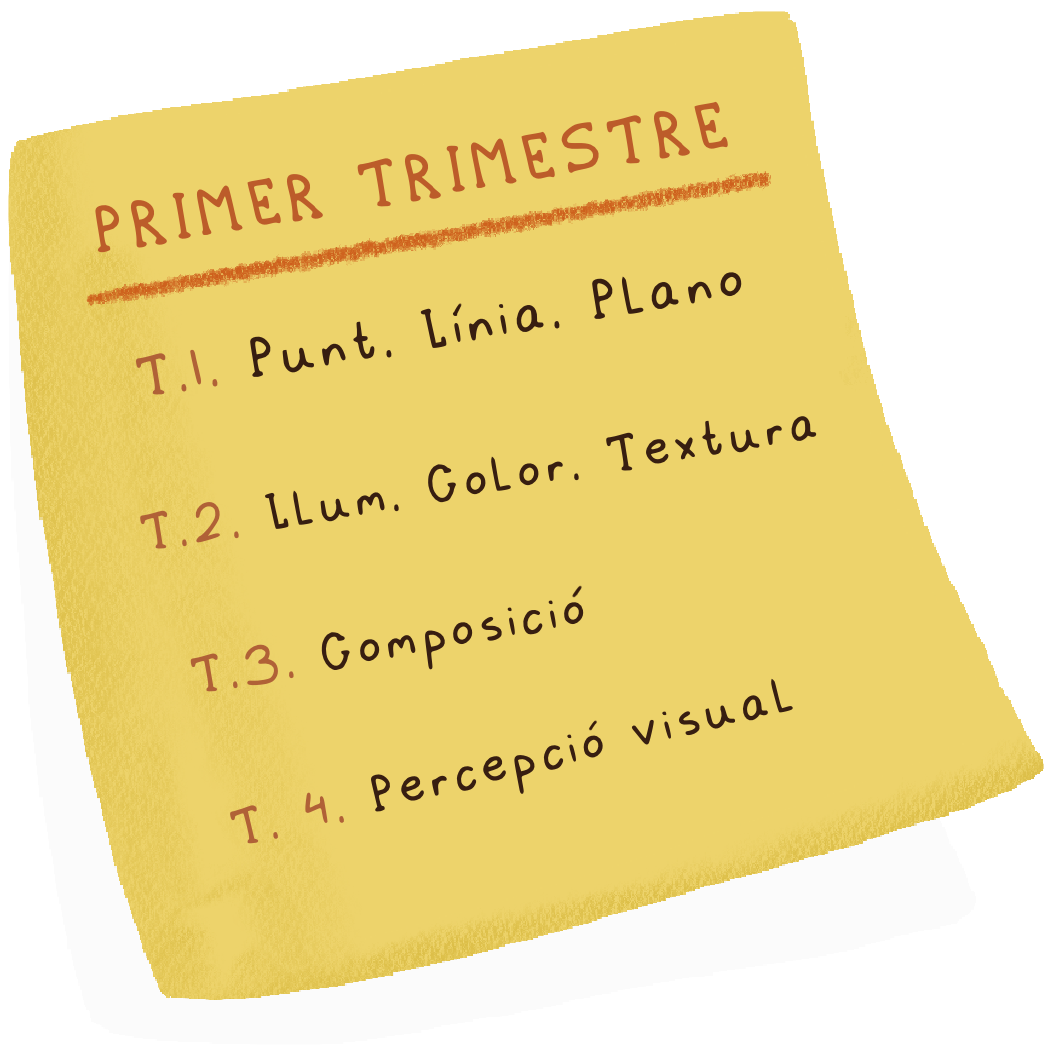 PRIMER TRIMESTRE
T.1. Punt. Línia. Plano
T.2. Llum. Color. Textura
T.3. Composició
T. 4. Percepció visual